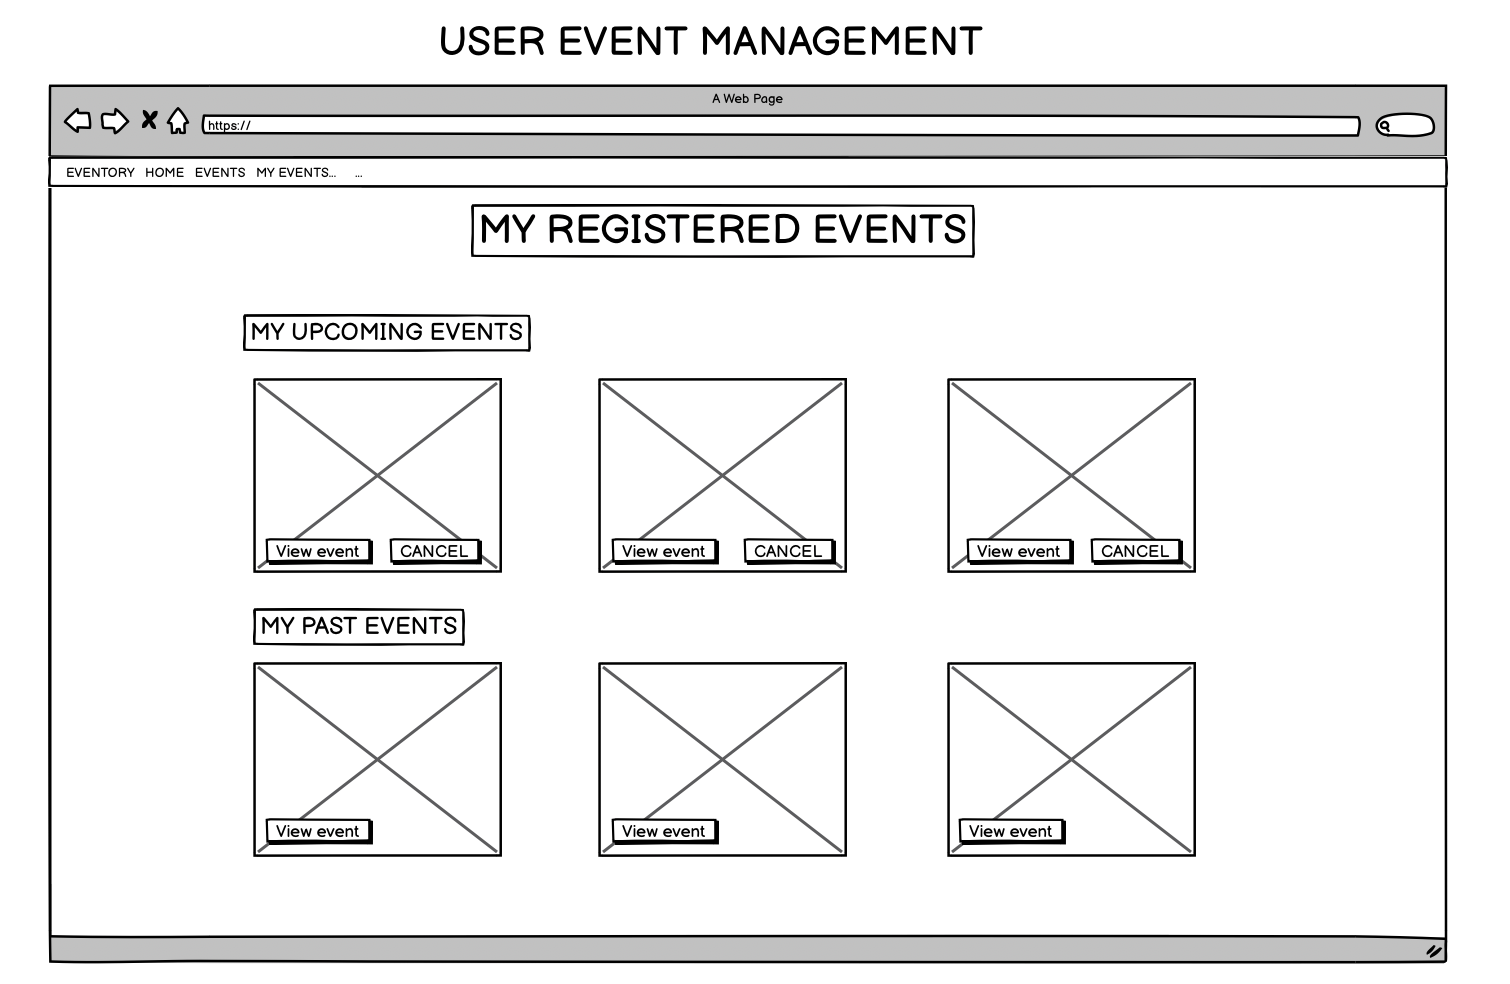 USER EVENT MANAGEMENT
A Web Page
https://
EVENTORY HOME EVENTS MY EVENTS... ...
MY REGISTERED EVENTS
MY UPCOMING EVENTS
View event CANCEL View event CANCEL View event CANCEL
MY PAST EVENTS
View event View event View event